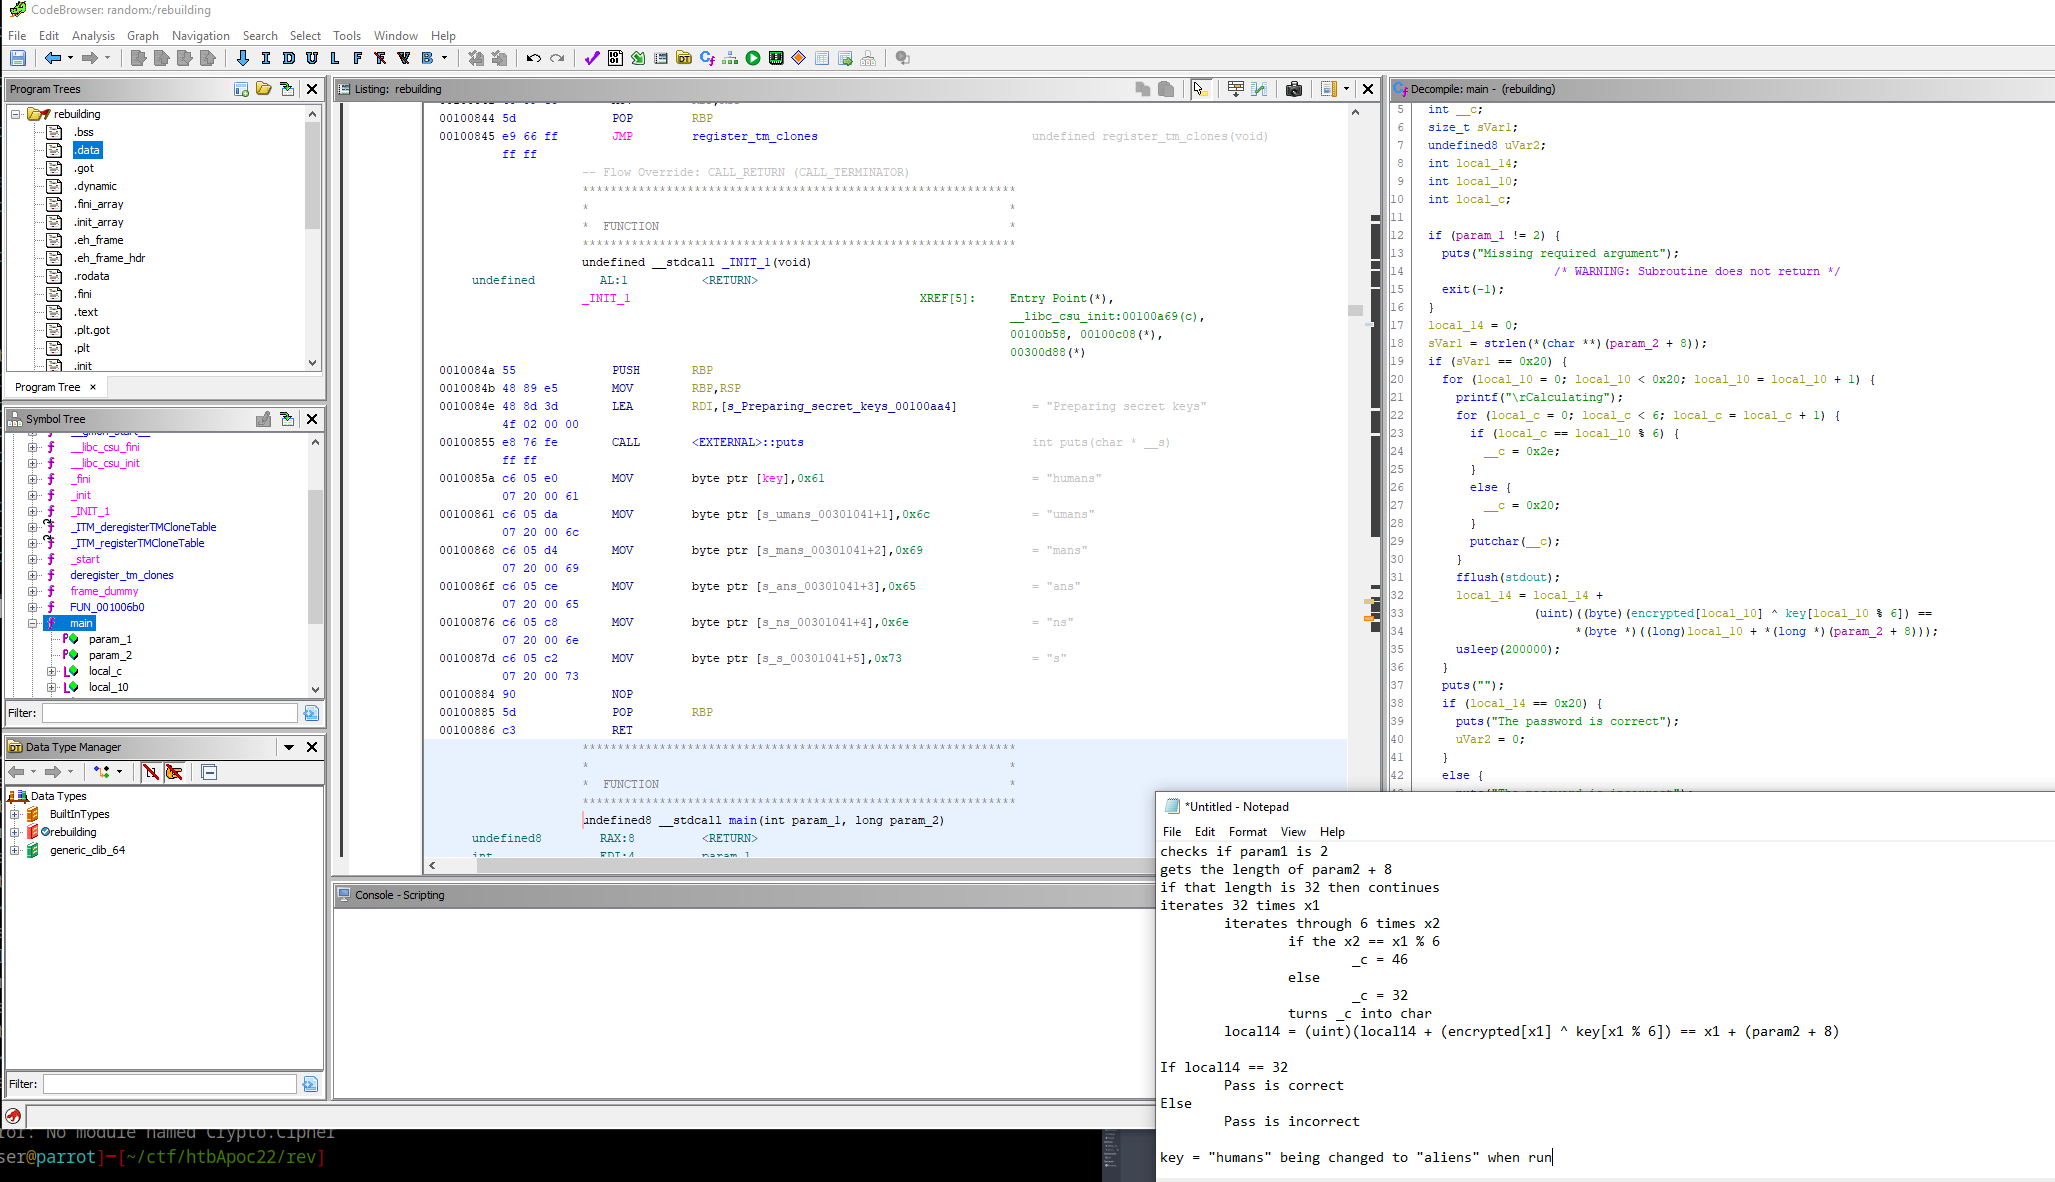 CodeBrowser: random:/rebuilding
File Edit Analysis Graph Navigation Search Select Tools Window Help
Program Trees
rebuilding
.bss
.data
.got
.dynamic
.fini_array
.init_array
.eh_frame
.eh_frame_hdr
.rodata
.fini
.text
.plt.got
.plt
.init
Program Tree
Symbol Tree
__gmon_start__
__libc_csu_fini
__libc_csu_init
_fini
_init
_INIT_1
_ITM_deregisterTMCloneTable
_ITM_registerTMCloneTable
_start
deregister_tm_clones
frame_dummy
FUN_001006b0
main
param_1
param_2
local_c
local_10
Filter:
Data Type Manager
Data Types
BuiltInTypes
rebuilding
generic_clib_64
Filter:
Listing: rebuilding
00100844 5d POP RBP
00100845 e9 66 ff JMP register_tm_clones undefined register_tm_clones(void)
ff ff
-- Flow Override: CALL_RETURN (CALL_TERMINATOR)
**************************************************************
* *
* FUNCTION *
**************************************************************
undefined __stdcall _INIT_1(void)
undefined AL:1 <RETURN>
_INIT_1 XREF[5]: Entry Point(*),
__libc_csu_init:00100a69(c),
00100b58, 00100c08(*),
00300d88(*)
0010084a 55 PUSH RBP
0010084b 48 89 e5 MOV RBP,RSP
0010084e 48 8d 3d LEA RDI,[s_Preparing_secret_keys_00100aa4] = "Preparing secret keys"
4f 02 00 00
00100855 e8 76 fe CALL <EXTERNAL>::puts int puts(char * __s)
ff ff
0010085a c6 05 e0 MOV byte ptr [key],0x61 = "humans"
07 20 00 61
00100861 c6 05 da MOV byte ptr [s_umans_00301041+1],0x6c = "umans"
07 20 00 6c
00100868 c6 05 d4 MOV byte ptr [s_mans_00301041+2],0x69 = "mans"
07 20 00 69
0010086f c6 05 ce MOV byte ptr [s_ans_00301041+3],0x65 = "ans"
07 20 00 65
00100876 c6 05 c8 MOV byte ptr [s_ns_00301041+4],0x6e = "ns"
07 20 00 6e
0010087d c6 05 c2 MOV byte ptr [s_s_00301041+5],0x73 = "s"
07 20 00 73
00100884 90 NOP
00100885 5d POP RBP
00100886 c3 RET
**************************************************************
* *
* FUNCTION *
**************************************************************
undefined8 __stdcall main(int param_1, long param_2)
undefined8 RAX:8 <RETURN>
int EDI:4 param_1
Console - Scripting
Decompile: main - (rebuilding)
5 int __c;
6 size_t sVar1;
7 undefined8 uVar2;
8 int local_14;
9 int local_10;
10 int local_c;
11
12 if (param_1 != 2) {
13 puts("Missing required argument");
14 /* WARNING: Subroutine does not return */
15 exit(-1);
16 }
17 local_14 = 0;
18 sVar1 = strlen(*(char **)(param_2 + 8));
19 if (sVar1 == 0x20) {
20 for (local_10 = 0; local_10 < 0x20; local_10 = local_10 + 1) {
21 printf("\rCalculating");
22 for (local_c = 0; local_c < 6; local_c = local_c + 1) {
23 if (local_c == local_10 % 6) {
24 __c = 0x2e;
25 }
26 else {
27 __c = 0x20;
28 }
29 putchar(__c);
30 }
31 fflush(stdout);
32 local_14 = local_14 +
33 (uint)((byte)(encrypted[local_10] ^ key[local_10 % 6]) ==
34 *(byte *)((long)local_10 + *(long *)(param_2 + 8)));
35 usleep(200000);
36 }
37 puts("");
38 if (local_14 == 0x20) {
39 puts("The password is correct");
40 uVar2 = 0;
41 }
42 else {
*Untitled - Notepad
File Edit Format View Help
checks if param1 is 2
gets the length of param2 + 8
if that length is 32 then continues
iterates 32 times x1
iterates through 6 times x2
if the x2 == x1 % 6
_c = 46
else
_c = 32
turns _c into char
local14 = (uint)(local14 + (encrypted[x1] ^ key[x1 % 6]) == x1 + (param2 + 8)
If local14 == 32
Pass is correct
Else
Pass is incorrect
key = "humans" being changed to "aliens" when run
ror: No module named Crypto.Cipher
ser@parrot]─[~/ctf/htbApoc22/rev]